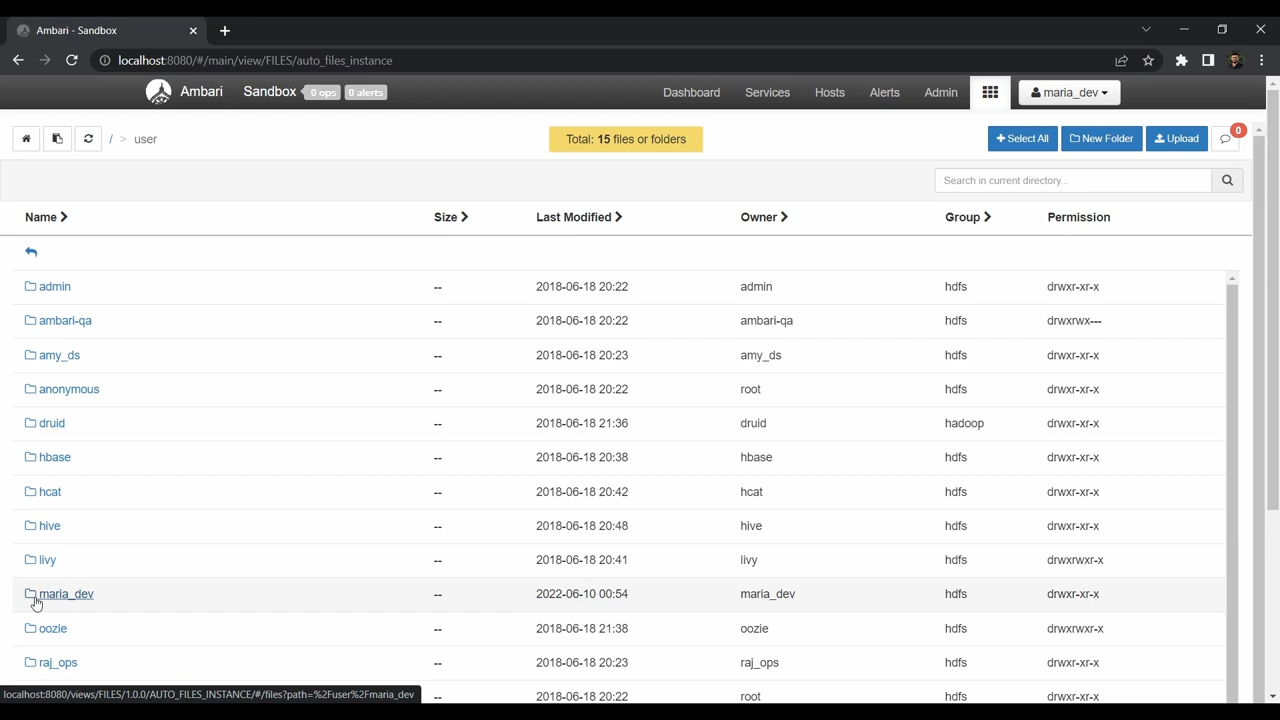 Ambari - Sandbox
localhost:8080/#/main/view/FILES/auto_files_instance
Ambari Sandbox 0 ops 0 alerts Dashboard Services Hosts Alerts Admin maria_dev
/ > user Total: 15 files or folders Select All New Folder Upload 0
Search in current directory...
Name Size Last Modified Owner Group Permission
admin -- 2018-06-18 20:22 admin hdfs drwxr-xr-x
ambari-qa -- 2018-06-18 20:22 ambari-qa hdfs drwxrwx---
amy_ds -- 2018-06-18 20:23 amy_ds hdfs drwxr-xr-x
anonymous -- 2018-06-18 20:22 root hdfs drwxr-xr-x
druid -- 2018-06-18 21:36 druid hadoop drwxr-xr-x
hbase -- 2018-06-18 20:38 hbase hdfs drwxr-xr-x
hcat -- 2018-06-18 20:42 hcat hdfs drwxr-xr-x
hive -- 2018-06-18 20:48 hive hdfs drwxr-xr-x
livy -- 2018-06-18 20:41 livy hdfs drwxrwxr-x
maria_dev -- 2022-06-10 00:54 maria_dev hdfs drwxr-xr-x
oozie -- 2018-06-18 21:38 oozie hdfs drwxrwxr-x
raj_ops -- 2018-06-18 20:23 raj_ops hdfs drwxr-xr-x
-- 2018-06-18 20:22 root hdfs drwxr-xr-x
localhost:8080/views/FILES/1.0.0/AUTO_FILES_INSTANCE/#/files?path=%2Fuser%2Fmaria_dev